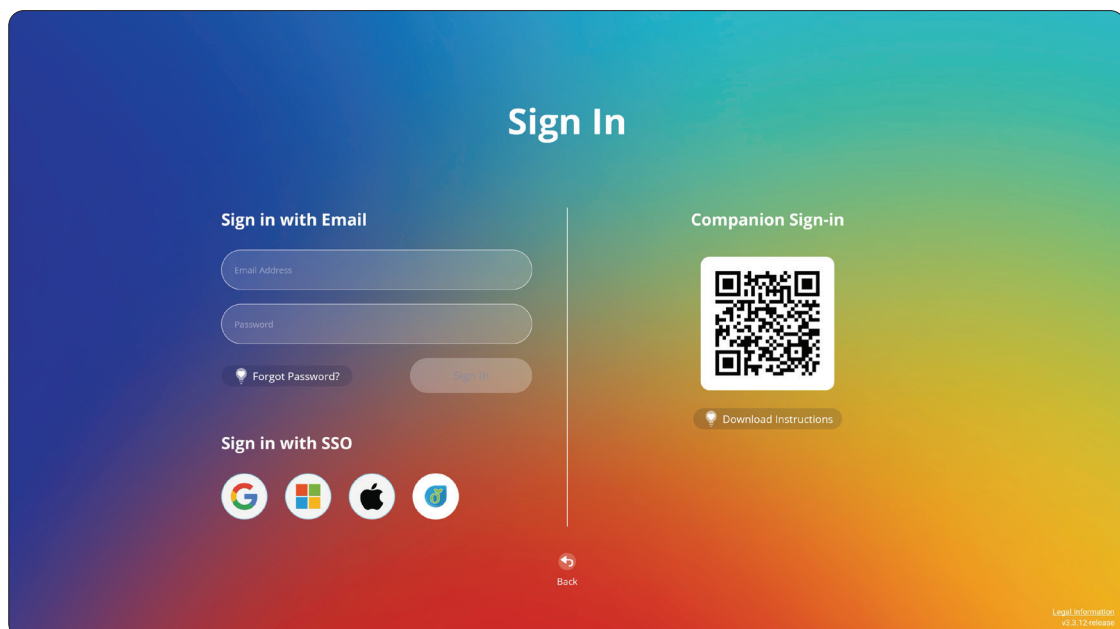 Sign In
Sign in with Email
Email Address
Password
Forgot Password?
Sign In
Sign in with SSO
Companion Sign-in
Download Instructions
Back
Legal Information
v3.3.12-release